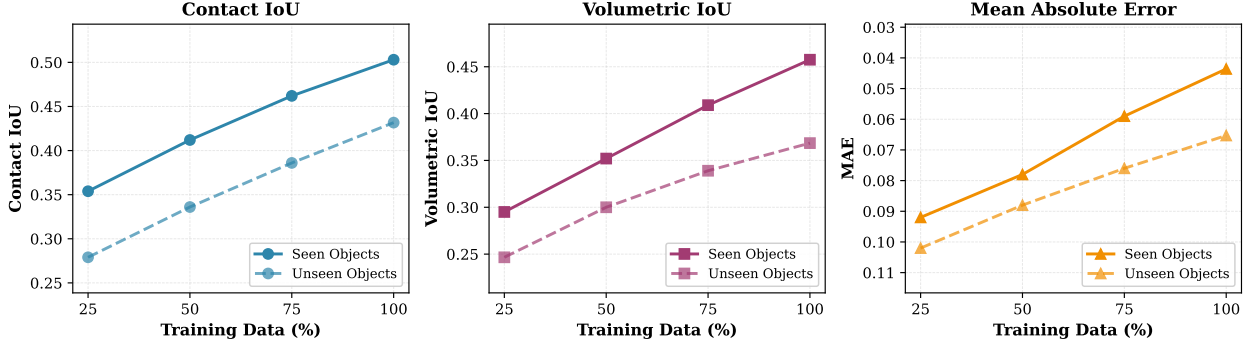 Contact IoU
Contact IoU
0.50
0.45
0.40
0.35
0.30
0.25
Seen Objects
Unseen Objects
25 50 75 100
Training Data (%)
Volumetric IoU
Volumetric IoU
0.45
0.40
0.35
0.30
0.25
Seen Objects
Unseen Objects
25 50 75 100
Training Data (%)
Mean Absolute Error
MAE
0.03
0.04
0.05
0.06
0.07
0.08
0.09
0.10
0.11
Seen Objects
Unseen Objects
25 50 75 100
Training Data (%)